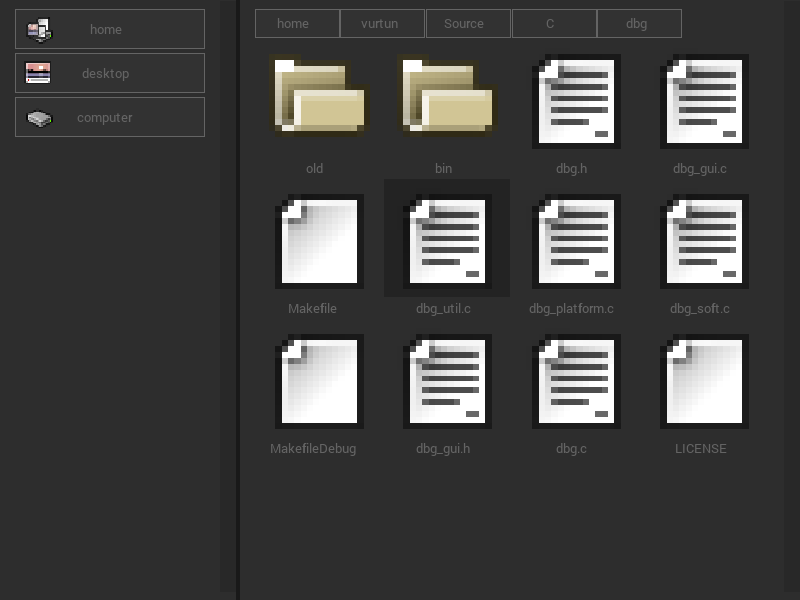 home
desktop
computer
home vurtun Source C dbg
old bin dbg.h dbg_gui.c
Makefile dbg_util.c dbg_platform.c dbg_soft.c
MakefileDebug dbg_gui.h dbg.c LICENSE